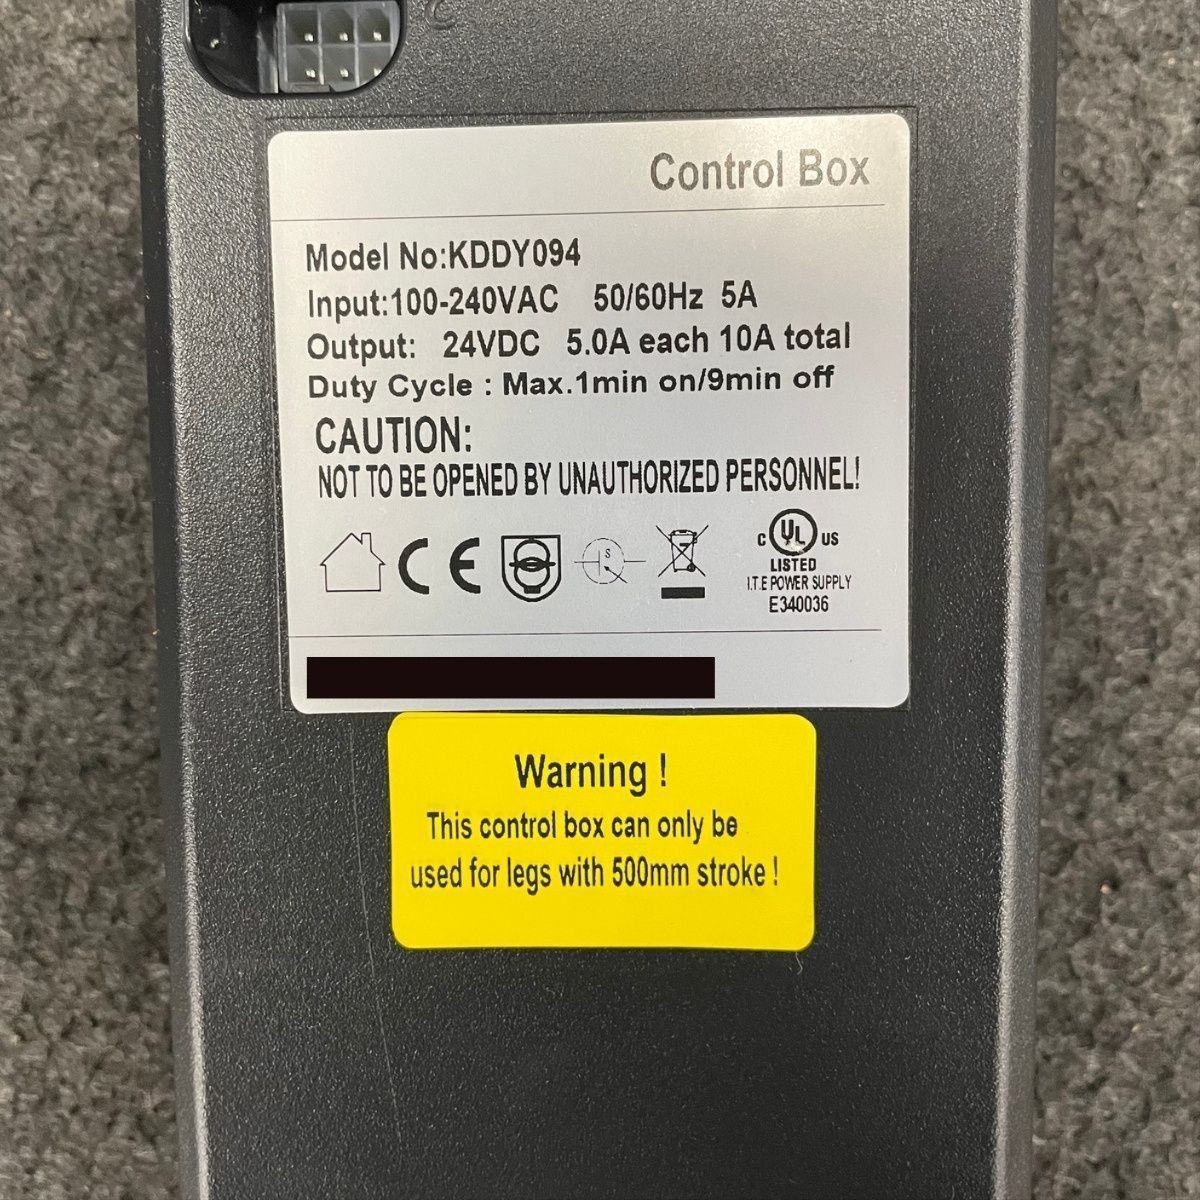 Control Box
Model No:KDDY094
Input:100-240VAC 50/60Hz 5A
Output: 24VDC 5.0A each 10A total
Duty Cycle : Max.1min on/9min off
CAUTION:
NOT TO BE OPENED BY UNAUTHORIZED PERSONNEL!
CE
S
c UL US
LISTED
I.T.E POWER SUPPLY
E340036
Warning !
This control box can only be
used for legs with 500mm stroke !